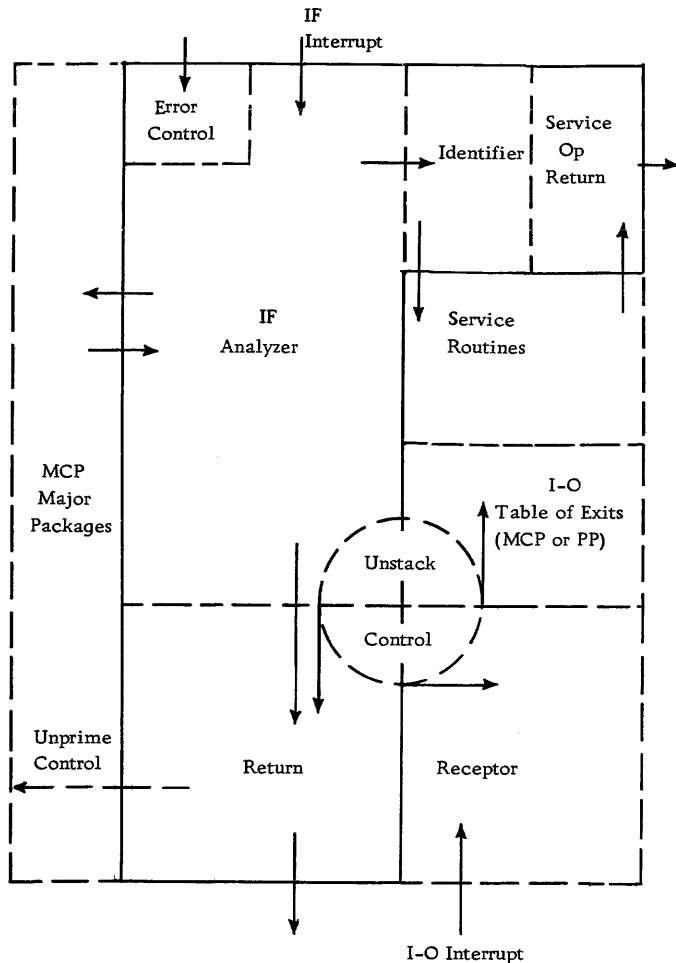 IF
Interrupt
Error
Control
Identifier
Service
Op
Return
IF
Analyzer
Service
Routines
MCP
Major
Packages
I-O
Table of Exits
(MCP or PP)
Unstack
Control
Unprime
Control
Return
Receptor
I-O Interrupt